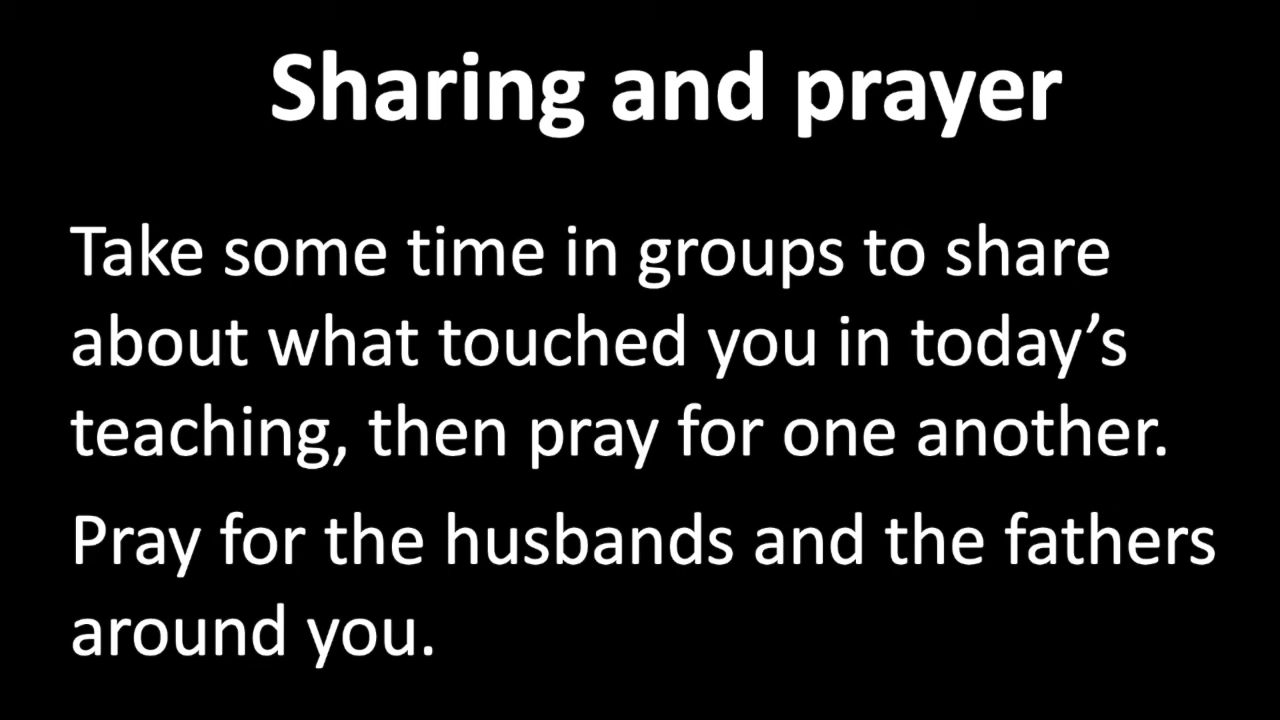 Sharing and prayer
Take some time in groups to share
about what touched you in today’s
teaching, then pray for one another.
Pray for the husbands and the fathers
around you.